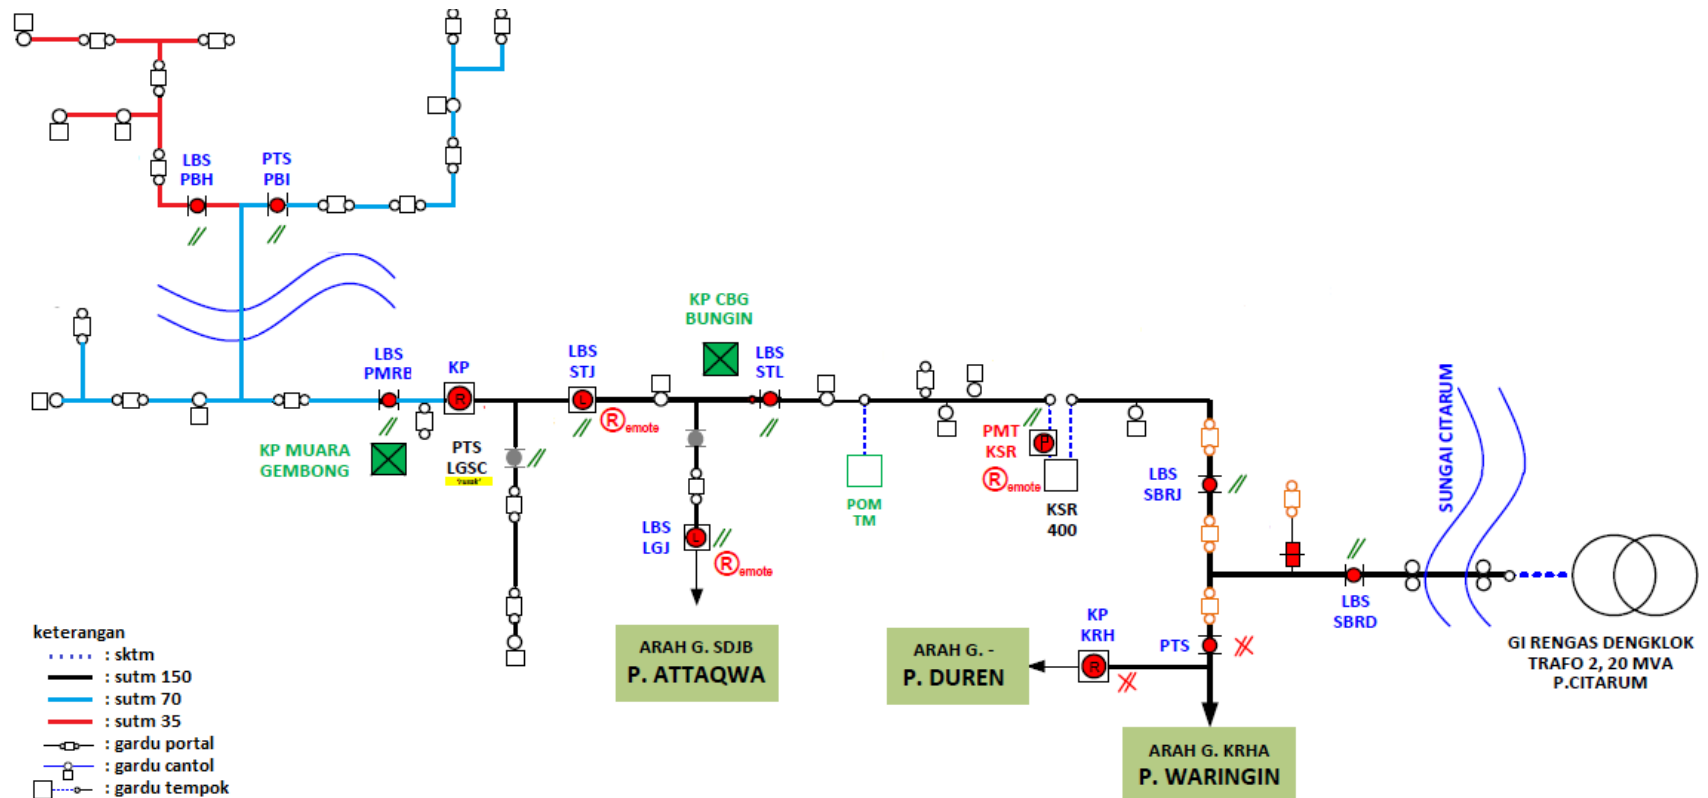 LBS
PBH
PTS
PBI
KP CBG
BUNGIN
LBS
PMRB
KP
R
LBS
STJ
L
Remote
LBS
STL
KP MUARA
GEMBONG
PTS
LGSC
"rusak"
LBS
LGJ
L
Remote
POM
TM
PMT
KSR
P
Remote
KSR
400
LBS
SBRJ
SUNGAI CITARUM
LBS
SBRD
GI RENGAS DENGKLOK
TRAFO 2, 20 MVA
P.CITARUM
KP
KRH
R
PTS
ARAH G. SDJB
P. ATTAQWA
ARAH G. -
P. DUREN
ARAH G. KRHA
P. WARINGIN
keterangan
: sktm
: sutm 150
: sutm 70
: sutm 35
: gardu portal
: gardu cantol
: gardu tempok